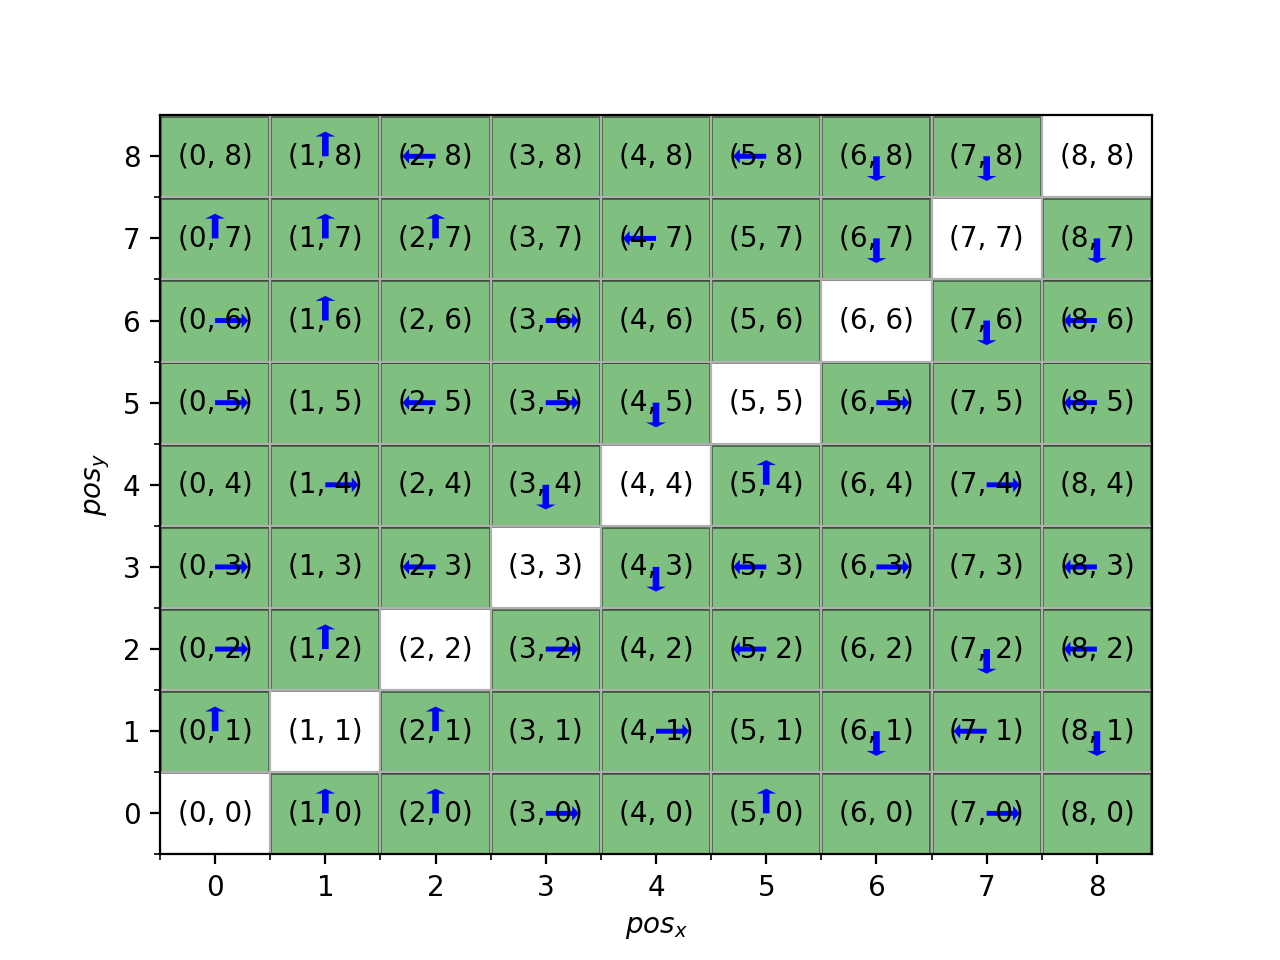 8 (0, 8) (1, 8) (2, 8) (3, 8) (4, 8) (5, 8) (6, 8) (7, 8) (8, 8)
7 (0, 7) (1, 7) (2, 7) (3, 7) (4, 7) (5, 7) (6, 7) (7, 7) (8, 7)
6 (0, 6) (1, 6) (2, 6) (3, 6) (4, 6) (5, 6) (6, 6) (7, 6) (8, 6)
5 (0, 5) (1, 5) (2, 5) (3, 5) (4, 5) (5, 5) (6, 5) (7, 5) (8, 5)
pos_y
4 (0, 4) (1, 4) (2, 4) (3, 4) (4, 4) (5, 4) (6, 4) (7, 4) (8, 4)
3 (0, 3) (1, 3) (2, 3) (3, 3) (4, 3) (5, 3) (6, 3) (7, 3) (8, 3)
2 (0, 2) (1, 2) (2, 2) (3, 2) (4, 2) (5, 2) (6, 2) (7, 2) (8, 2)
1 (0, 1) (1, 1) (2, 1) (3, 1) (4, 1) (5, 1) (6, 1) (7, 1) (8, 1)
0 (0, 0) (1, 0) (2, 0) (3, 0) (4, 0) (5, 0) (6, 0) (7, 0) (8, 0)
0 1 2 3 4 5 6 7 8
pos_x